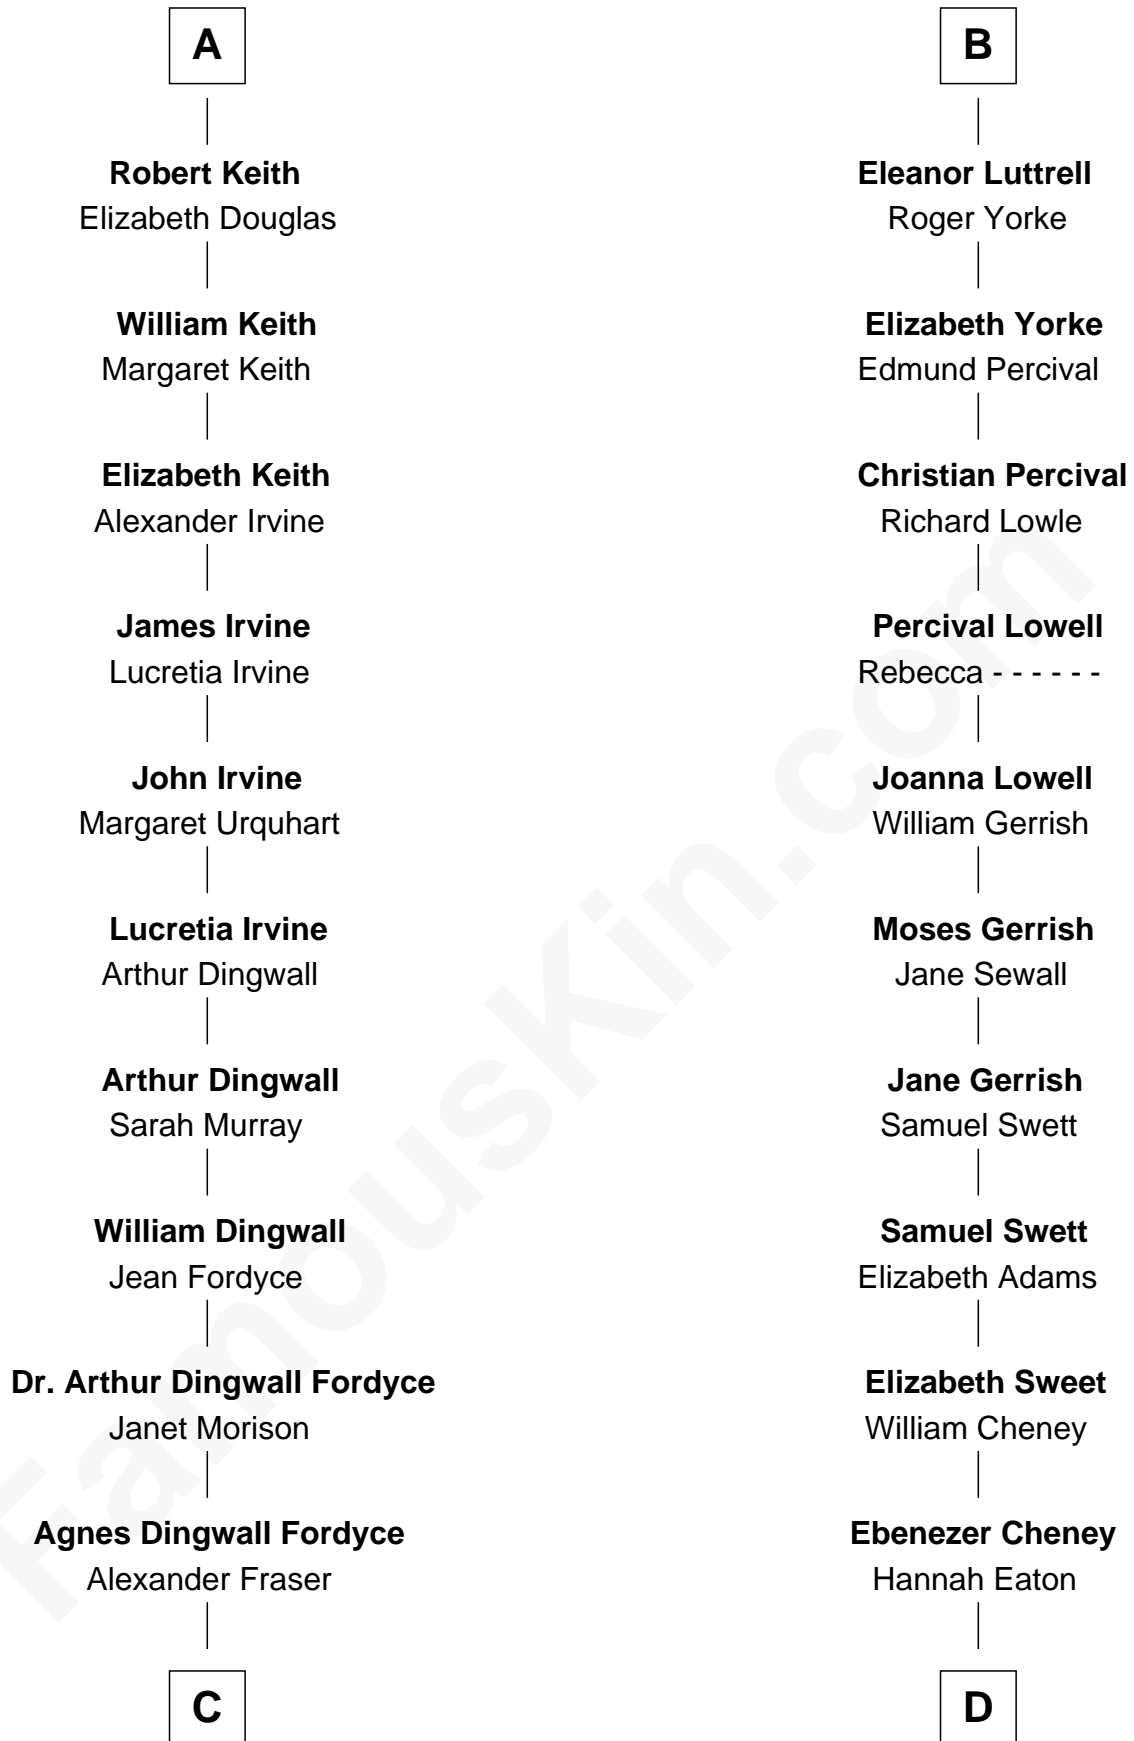 A
Robert Keith
Elizabeth Douglas
William Keith
Margaret Keith
Elizabeth Keith
Alexander Irvine
James Irvine
Lucretia Irvine
John Irvine
Margaret Urquhart
Lucretia Irvine
Arthur Dingwall
Arthur Dingwall
Sarah Murray
William Dingwall
Jean Fordyce
Dr. Arthur Dingwall Fordyce
Janet Morison
Agnes Dingwall Fordyce
Alexander Fraser
C
B
Eleanor Luttrell
Roger Yorke
Elizabeth Yorke
Edmund Percival
Christian Percival
Richard Lowle
Percival Lowell
Rebecca - - - - - -
Joanna Lowell
William Gerrish
Moses Gerrish
Jane Sewall
Jane Gerrish
Samuel Swett
Samuel Swett
Elizabeth Adams
Elizabeth Sweet
William Cheney
Ebenezer Cheney
Hannah Eaton
D
FamousKin.com